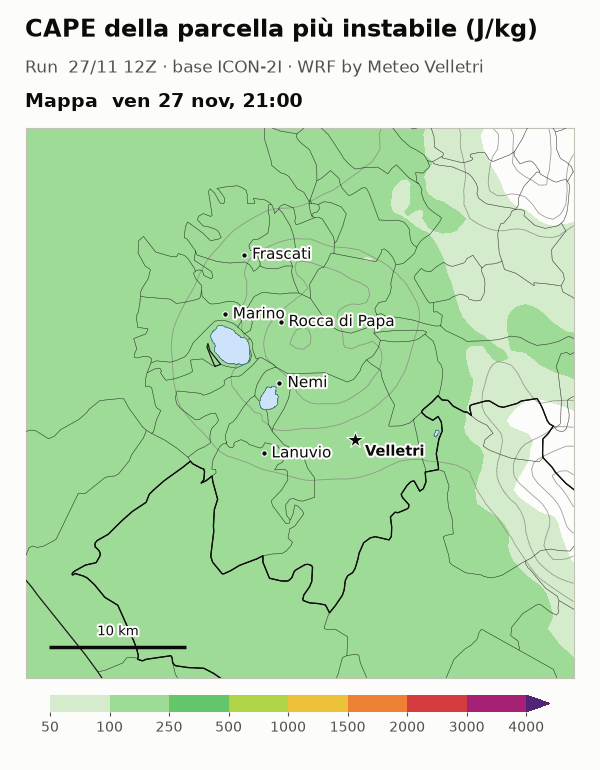 CAPE della parcella più instabile (J/kg)
Run  27/11 12Z · base ICON-2I · WRF by Meteo Velletri
Mappa  ven 27 nov, 21:00
Frascati
Marino
Rocca di Papa
Nemi
Velletri
Lanuvio
10 km
50 100 250 500 1000 1500 2000 3000 4000